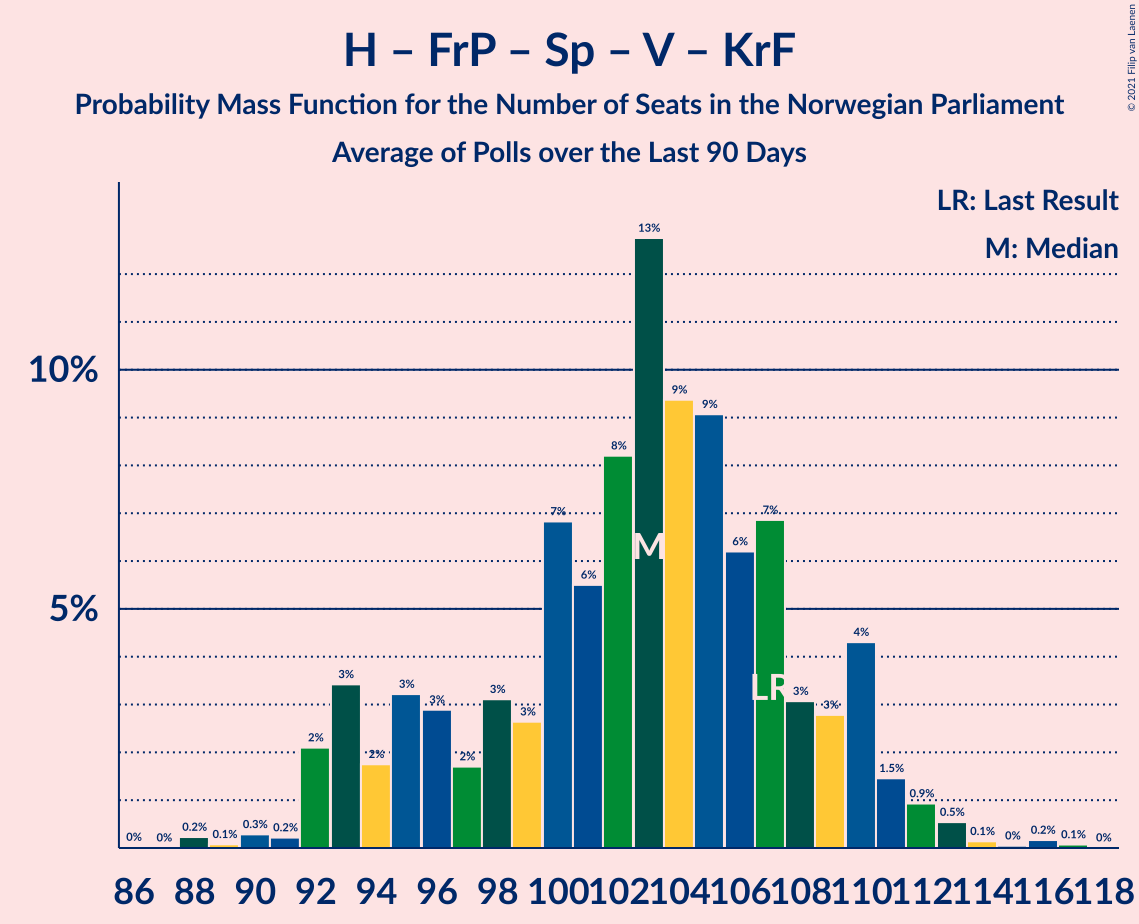 H – FrP – Sp – V – KrF
Probability Mass Function for the Number of Seats in the Norwegian Parliament
Average of Polls over the Last 90 Days
© 2021 Filip van Laenen
LR: Last Result
M: Median
10%
5%
0% 0% 0.2% 0.1% 0.3% 0.2% 2% 3% 2% 3% 3% 2% 3% 3% 7% 6% 8% 13% 9% 9% 6% 7% 3% 3% 4% 1.5% 0.9% 0.5% 0.1% 0% 0.2% 0.1% 0%
M
LR
86 88 90 92 94 96 98 100 102 104 106 108 110 112 114 116 118